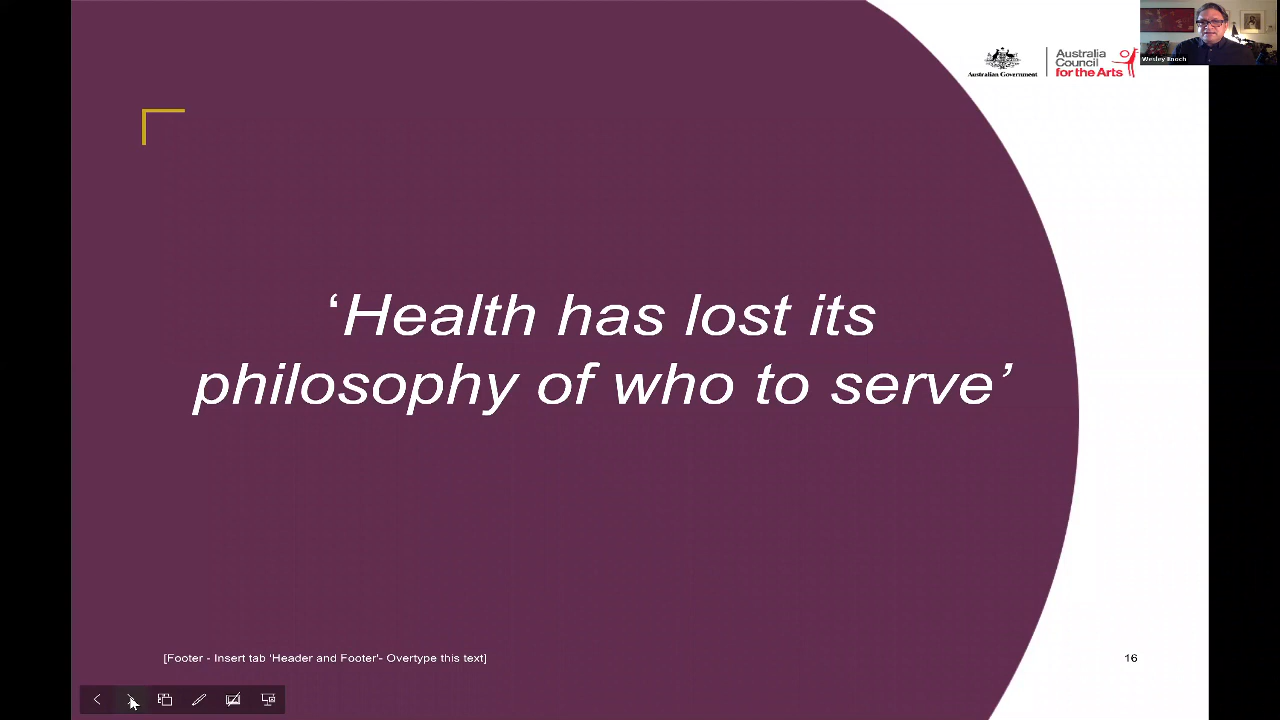 Wesley Enoch
Australian Government
Australia
Council
for the Arts
‘Health has lost its
philosophy of who to serve’
[Footer - Insert tab ‘Header and Footer’- Overtype this text]
16